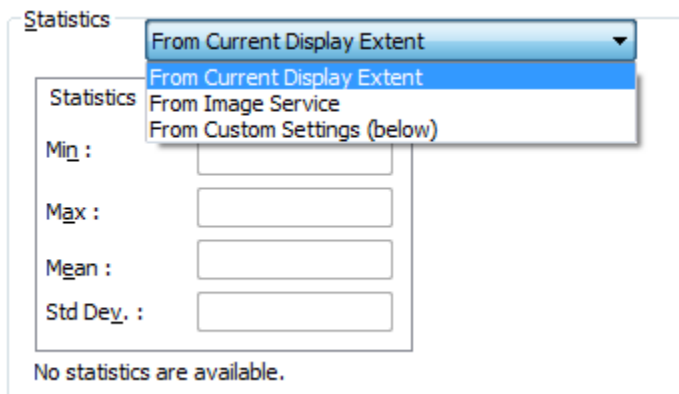 Statistics
From Current Display Extent
From Current Display Extent
Statistics
From Image Service
From Custom Settings (below)
Min :
Max :
Mean :
Std Dev. :
No statistics are available.